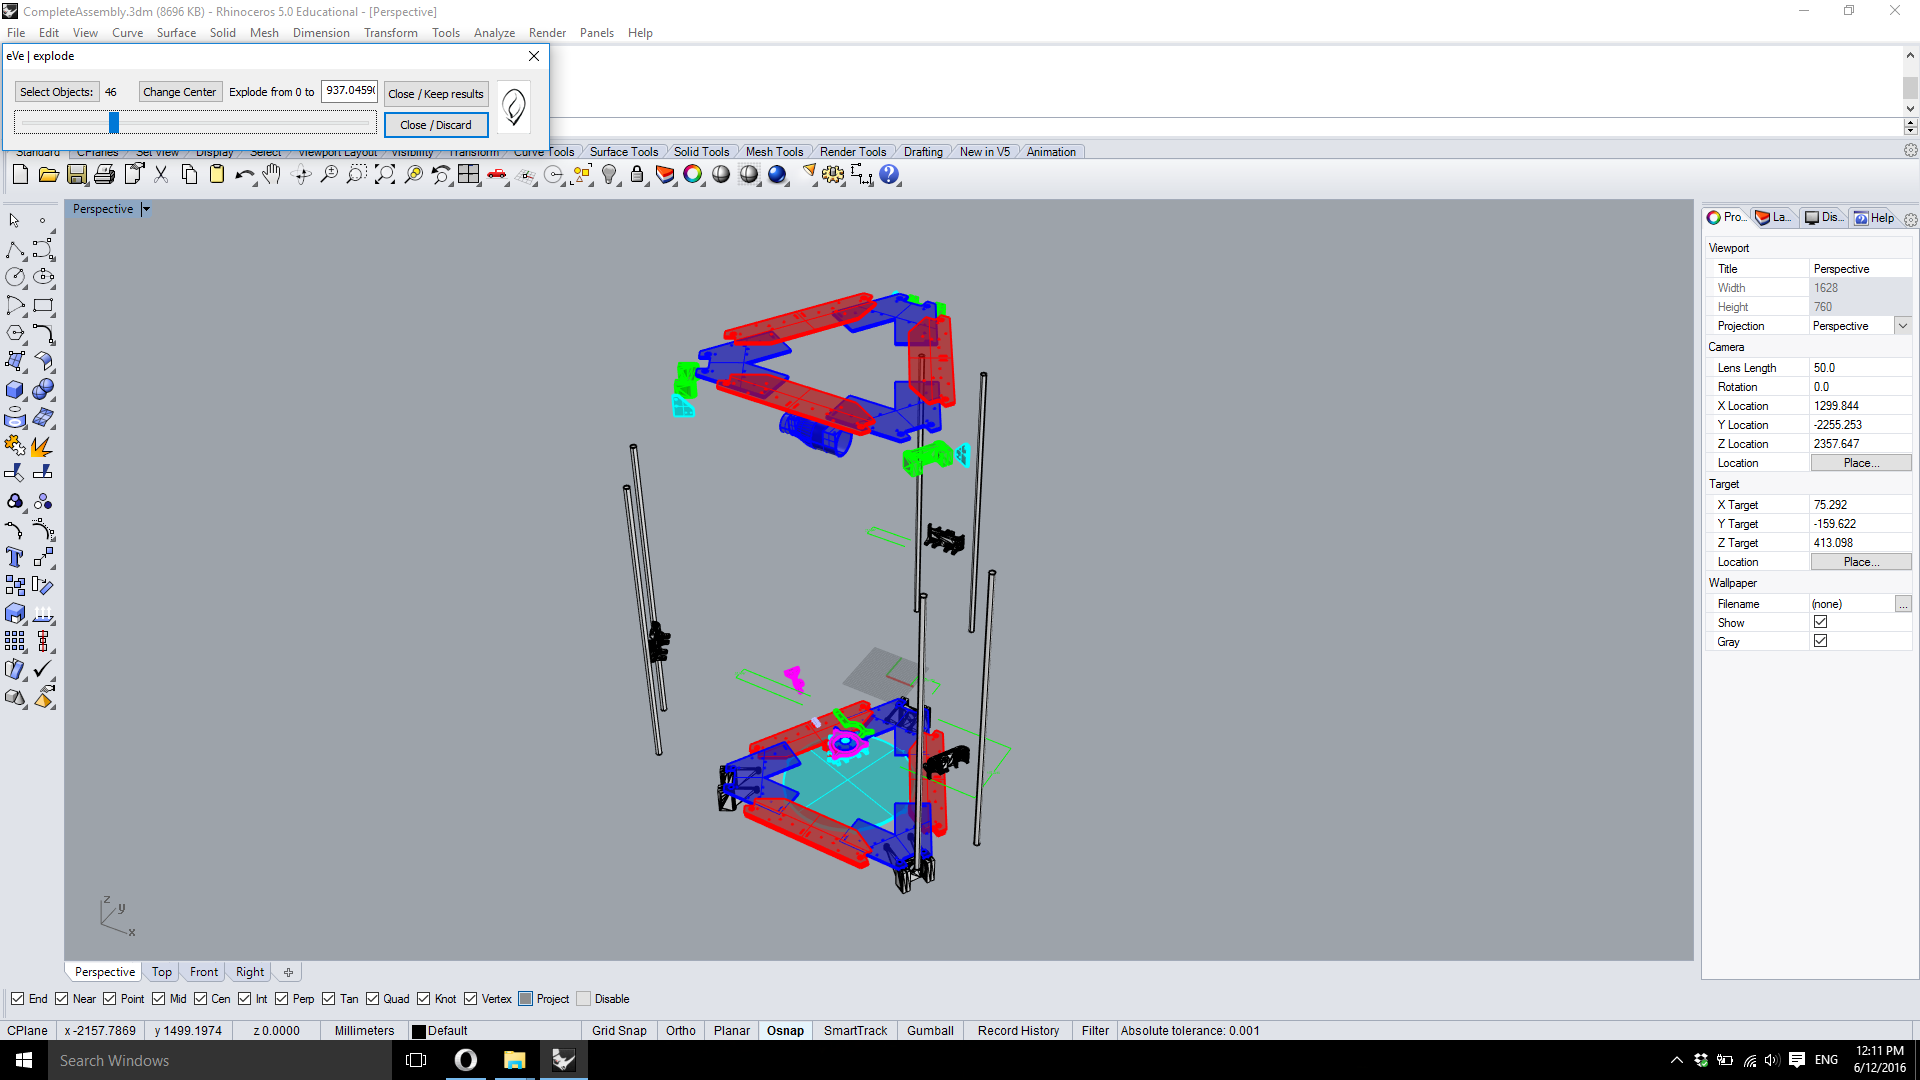 CompleteAssembly.3dm (8696 KB) - Rhinoceros 5.0 Educational - [Perspective]
File Edit View Curve Surface Solid Mesh Dimension Transform Tools Analyze Render Panels Help
eVe | explode
Select Objects: 46 Change Center Explode from 0 to 937.0459 Close / Keep results
Close / Discard
Standard CPlanes Set View Display Select Viewport Layout Visibility Transform Curve Tools Surface Tools Solid Tools Mesh Tools Render Tools Drafting New in V5 Animation
Perspective
Pro... La... Dis... Help
Viewport
Title Perspective
Width 1628
Height 760
Projection Perspective
Camera
Lens Length 50.0
Rotation 0.0
X Location 1299.844
Y Location -2255.253
Z Location 2357.647
Location Place...
Target
X Target 75.292
Y Target -159.622
Z Target 413.098
Location Place...
Wallpaper
Filename (none) ...
Show
Gray
z
y
x
Perspective Top Front Right
End Near Point Mid Cen Int Perp Tan Quad Knot Vertex Project Disable
CPlane x -2157.7869 y 1499.1974 z 0.0000 Millimeters Default Grid Snap Ortho Planar Osnap SmartTrack Gumball Record History Filter Absolute tolerance: 0.001
Search Windows
ENG
12:11 PM
6/12/2016